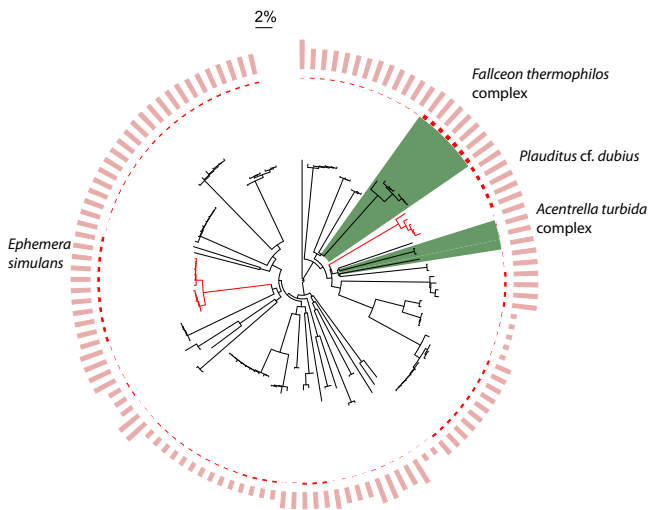 2%
Fallceon thermophilos
complex
Plauditus cf. dubius
Acentrella turbida
complex
Ephemera
simulans